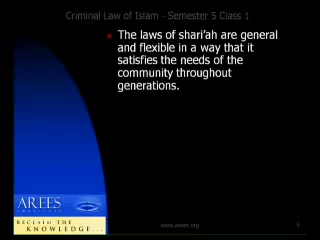 Criminal Law of Islam - Semester 5 Class 1
The laws of shari'ah are general
and flexible in a way that it
satisfies the needs of the
community throughout
generations.
AREES
INSTITUTE
RECLAIM THE
KNOWLEDGE...
www.arees.org
6